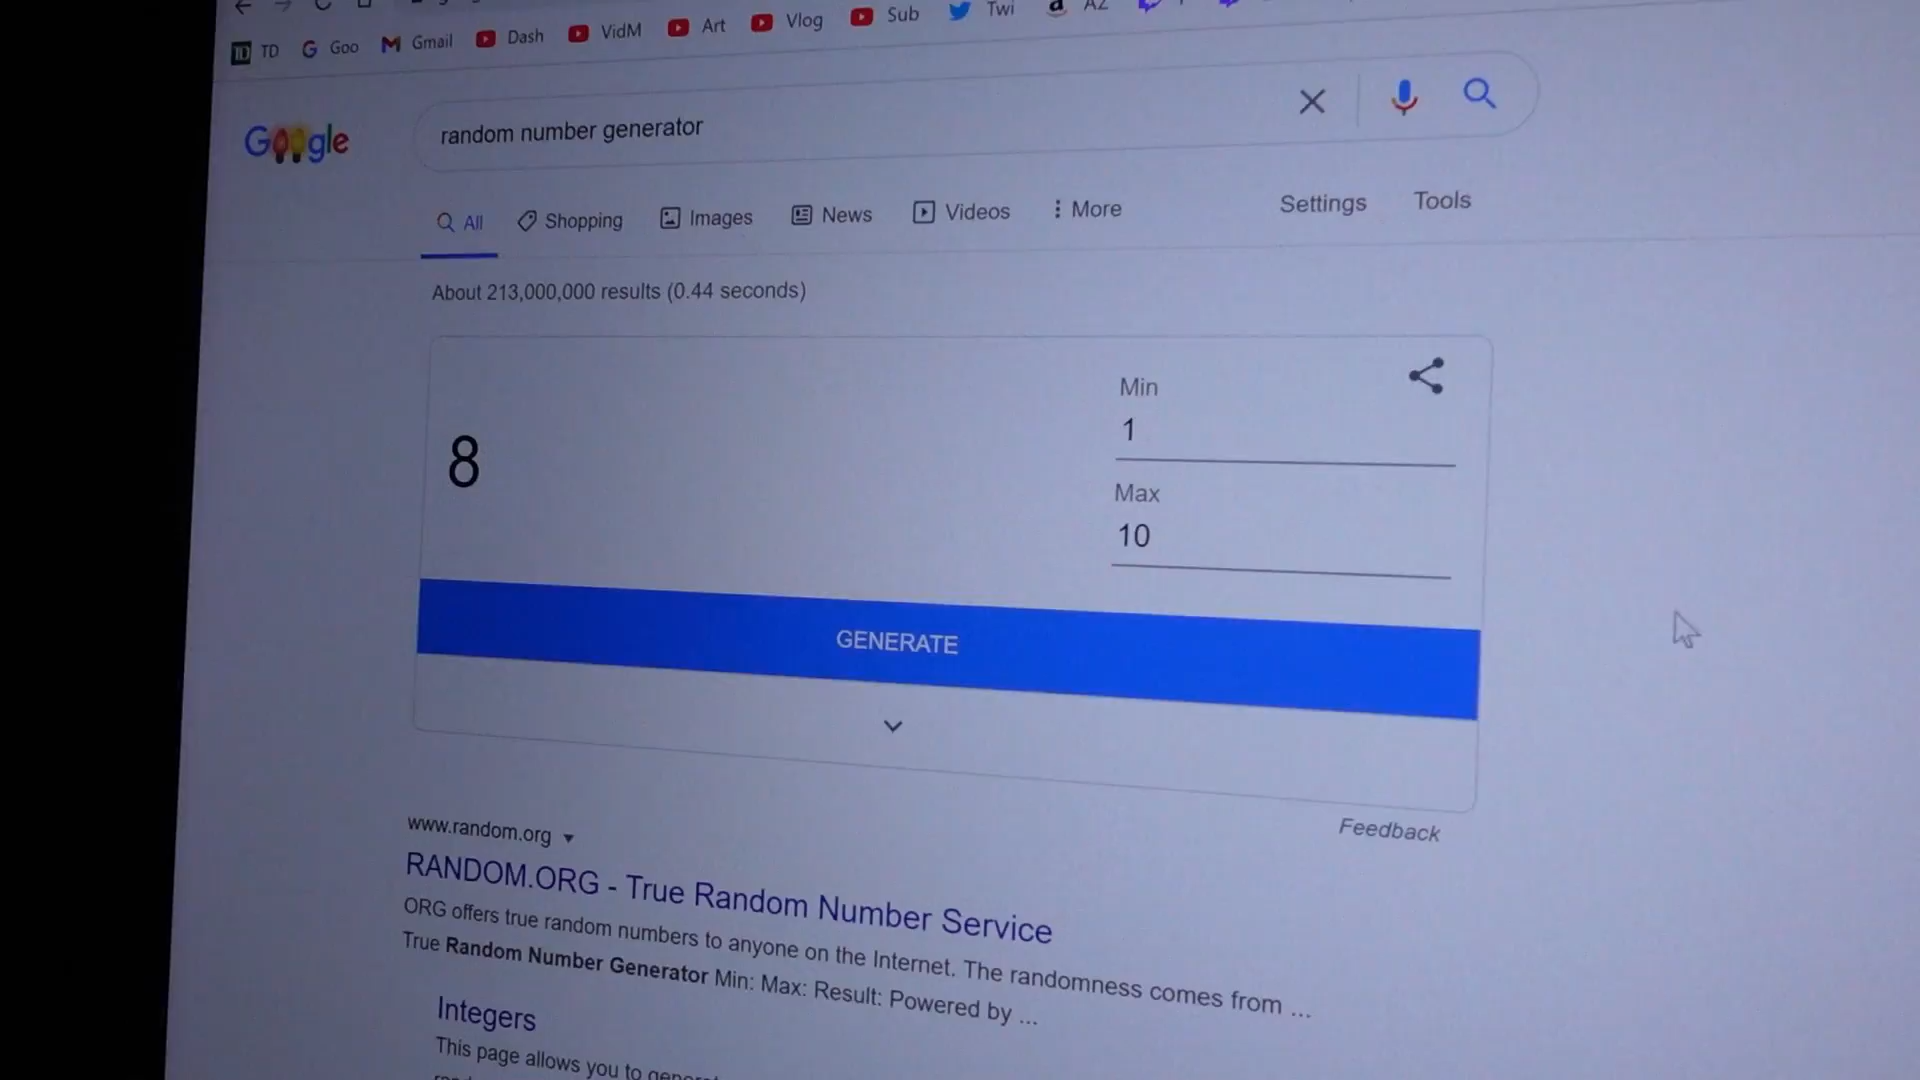 Twi
TD Goo Gmail Dash VidM Art Vlog Sub
Google
random number generator
All Shopping Images News Videos More Settings Tools
About 213,000,000 results (0.44 seconds)
8
Min
1
Max
10
GENERATE
Feedback
www.random.org
RANDOM.ORG - True Random Number Service
ORG offers true random numbers to anyone on the Internet. The randomness comes from ...
True Random Number Generator Min: Max: Result: Powered by ...
Integers
This page allows you to